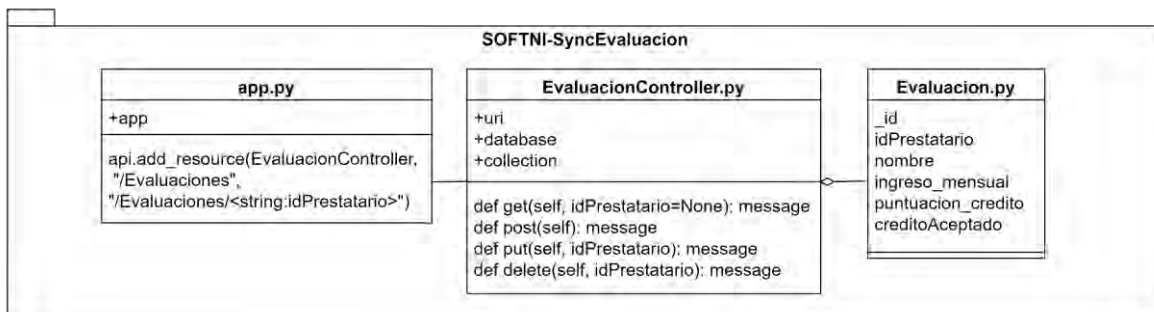 SOFTNI-SyncEvaluacion
app.py
+app
api.add_resource(EvaluacionController,
"/Evaluaciones",
"/Evaluaciones/<string:idPrestatario>")
EvaluacionController.py
+uri
+database
+collection
def get(self, idPrestatario=None): message
def post(self): message
def put(self, idPrestatario): message
def delete(self, idPrestatario): message
Evaluacion.py
_id
idPrestatario
nombre
ingreso_mensual
puntuacion_credito
creditoAceptado